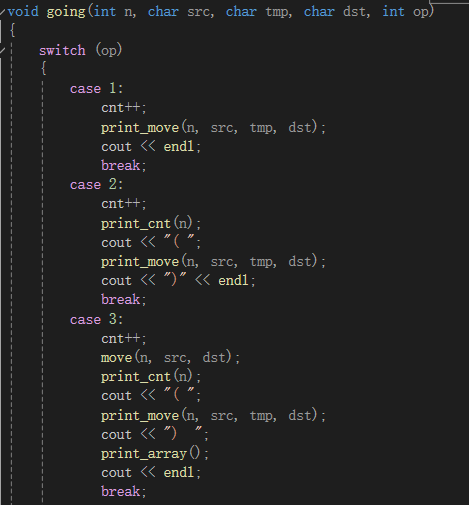 void going(int n, char src, char tmp, char dst, int op)
{
switch (op)
{
case 1:
cnt++;
print_move(n, src, tmp, dst);
cout << endl;
break;
case 2:
cnt++;
print_cnt(n);
cout << "( ";
print_move(n, src, tmp, dst);
cout << ")" << endl;
break;
case 3:
cnt++;
move(n, src, dst);
print_cnt(n);
cout << "( ";
print_move(n, src, tmp, dst);
cout << ")  ";
print_array();
cout << endl;
break;